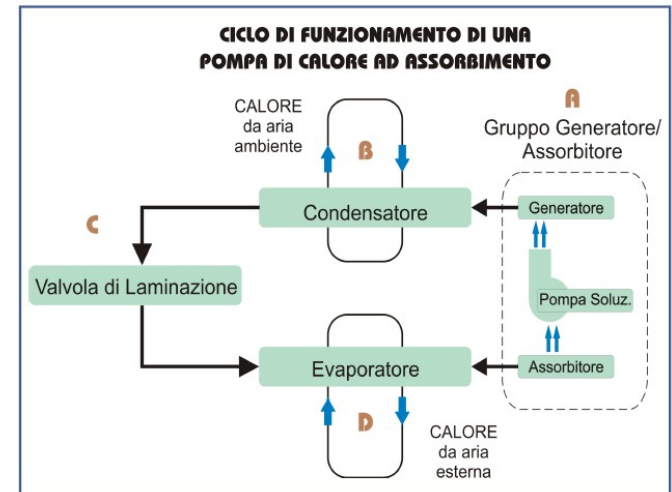 CICLO DI FUNZIONAMENTO DI UNA
POMPA DI CALORE AD ASSORBIMENTO
CALORE
da aria
ambiente
B
A
Gruppo Generatore/
Assorbitore
Condensatore
Generatore
C
Valvola di Laminazione
Pompa Soluz.
Evaporatore
Assorbitore
D
CALORE
da aria
esterna